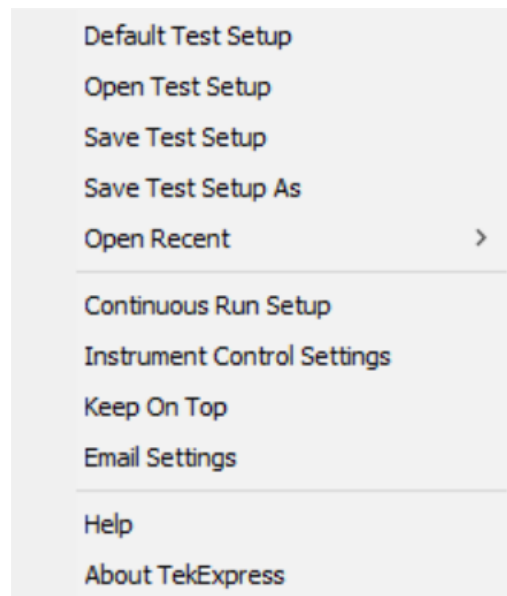 Default Test Setup
Open Test Setup
Save Test Setup
Save Test Setup As
Open Recent
Continuous Run Setup
Instrument Control Settings
Keep On Top
Email Settings
Help
About TekExpress